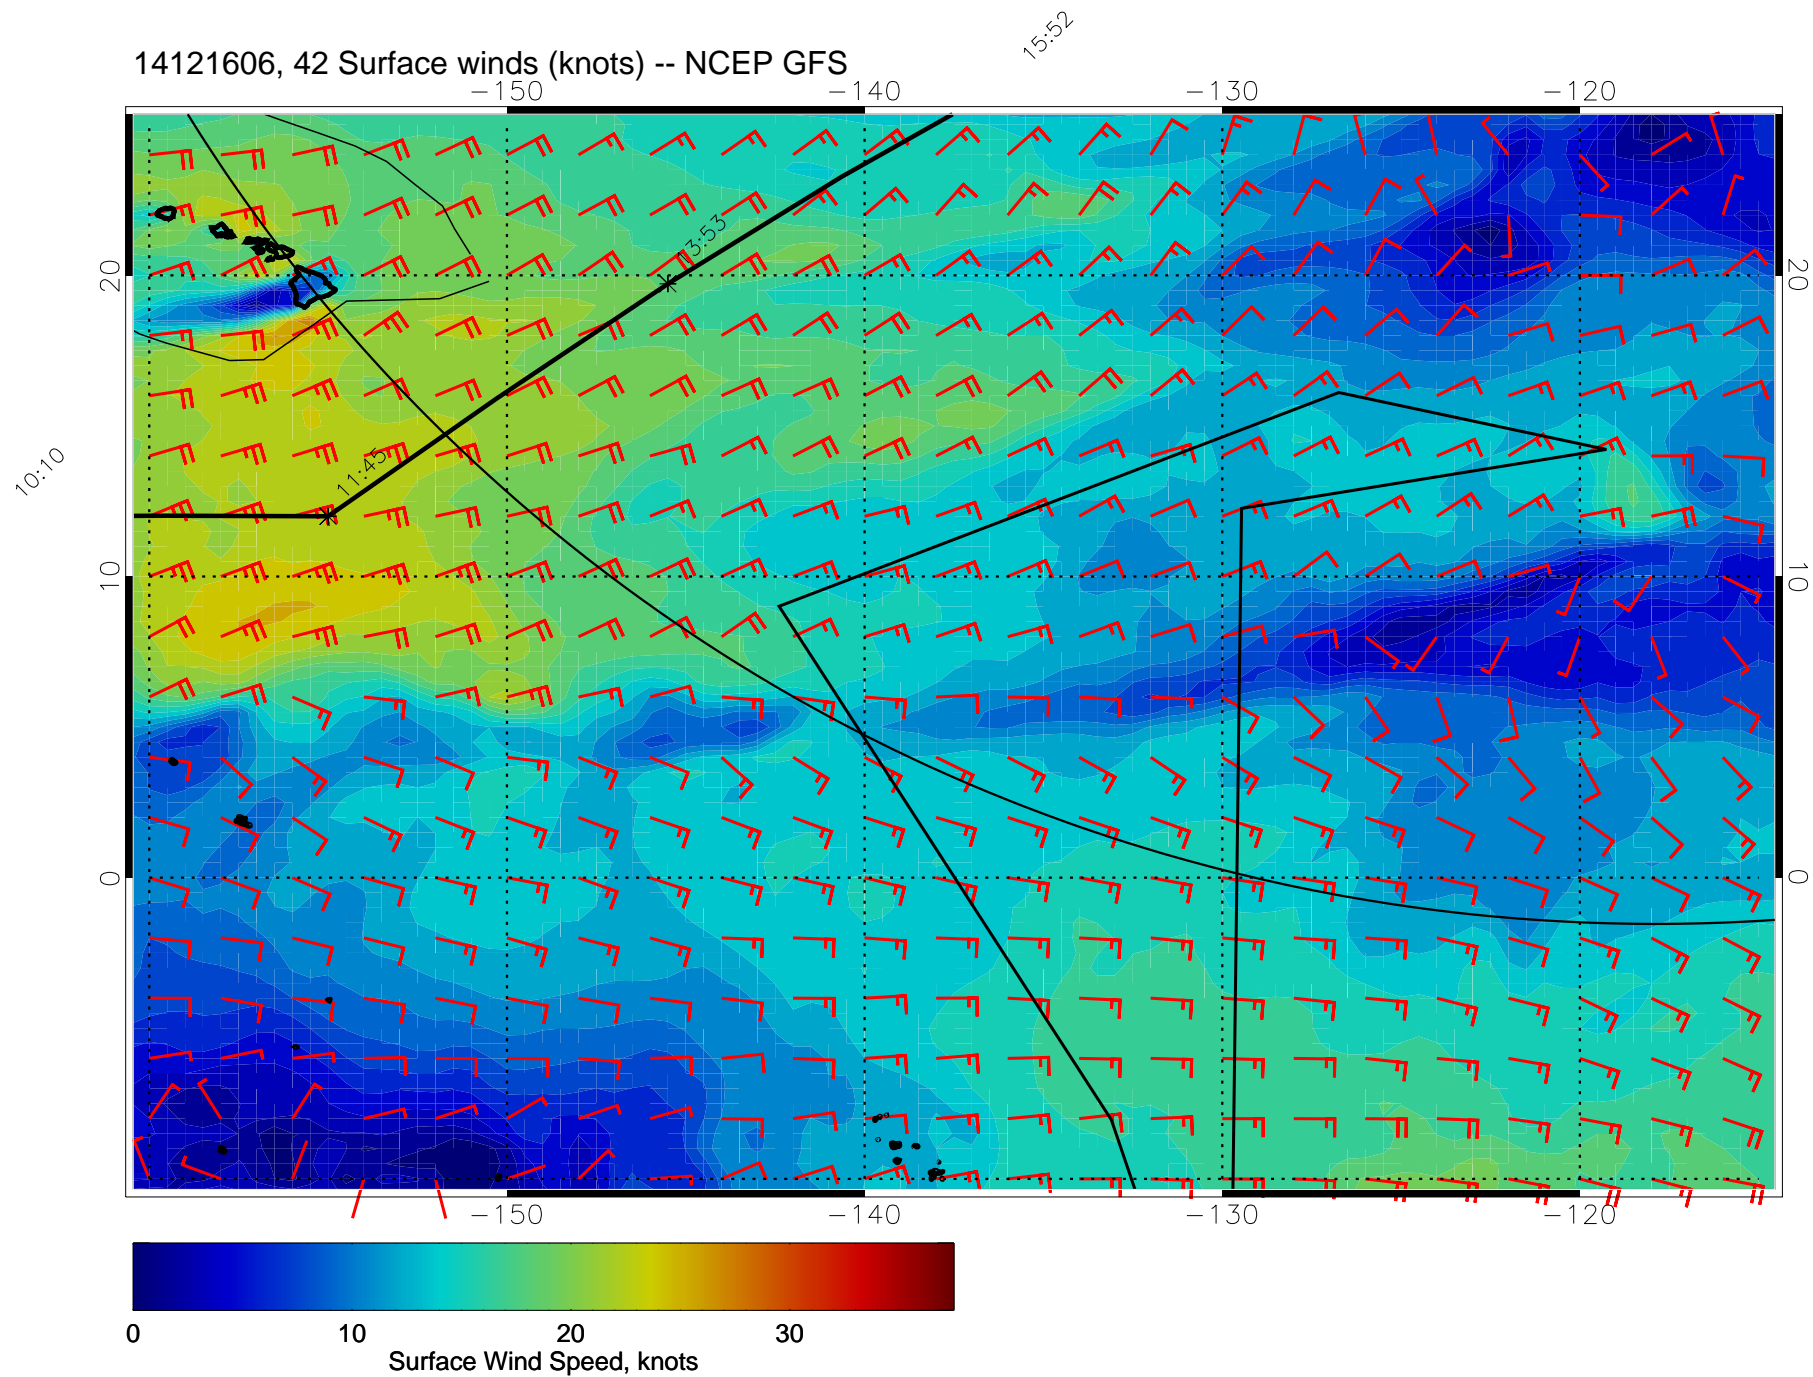 15:52
14121606, 42 Surface winds (knots) -- NCEP GFS
−150 −140 −130 −120
13:53
20 20
11:45
10:10
10 10
0 0
−150 −140 −130 −120
0 10 20 30
Surface Wind Speed, knots